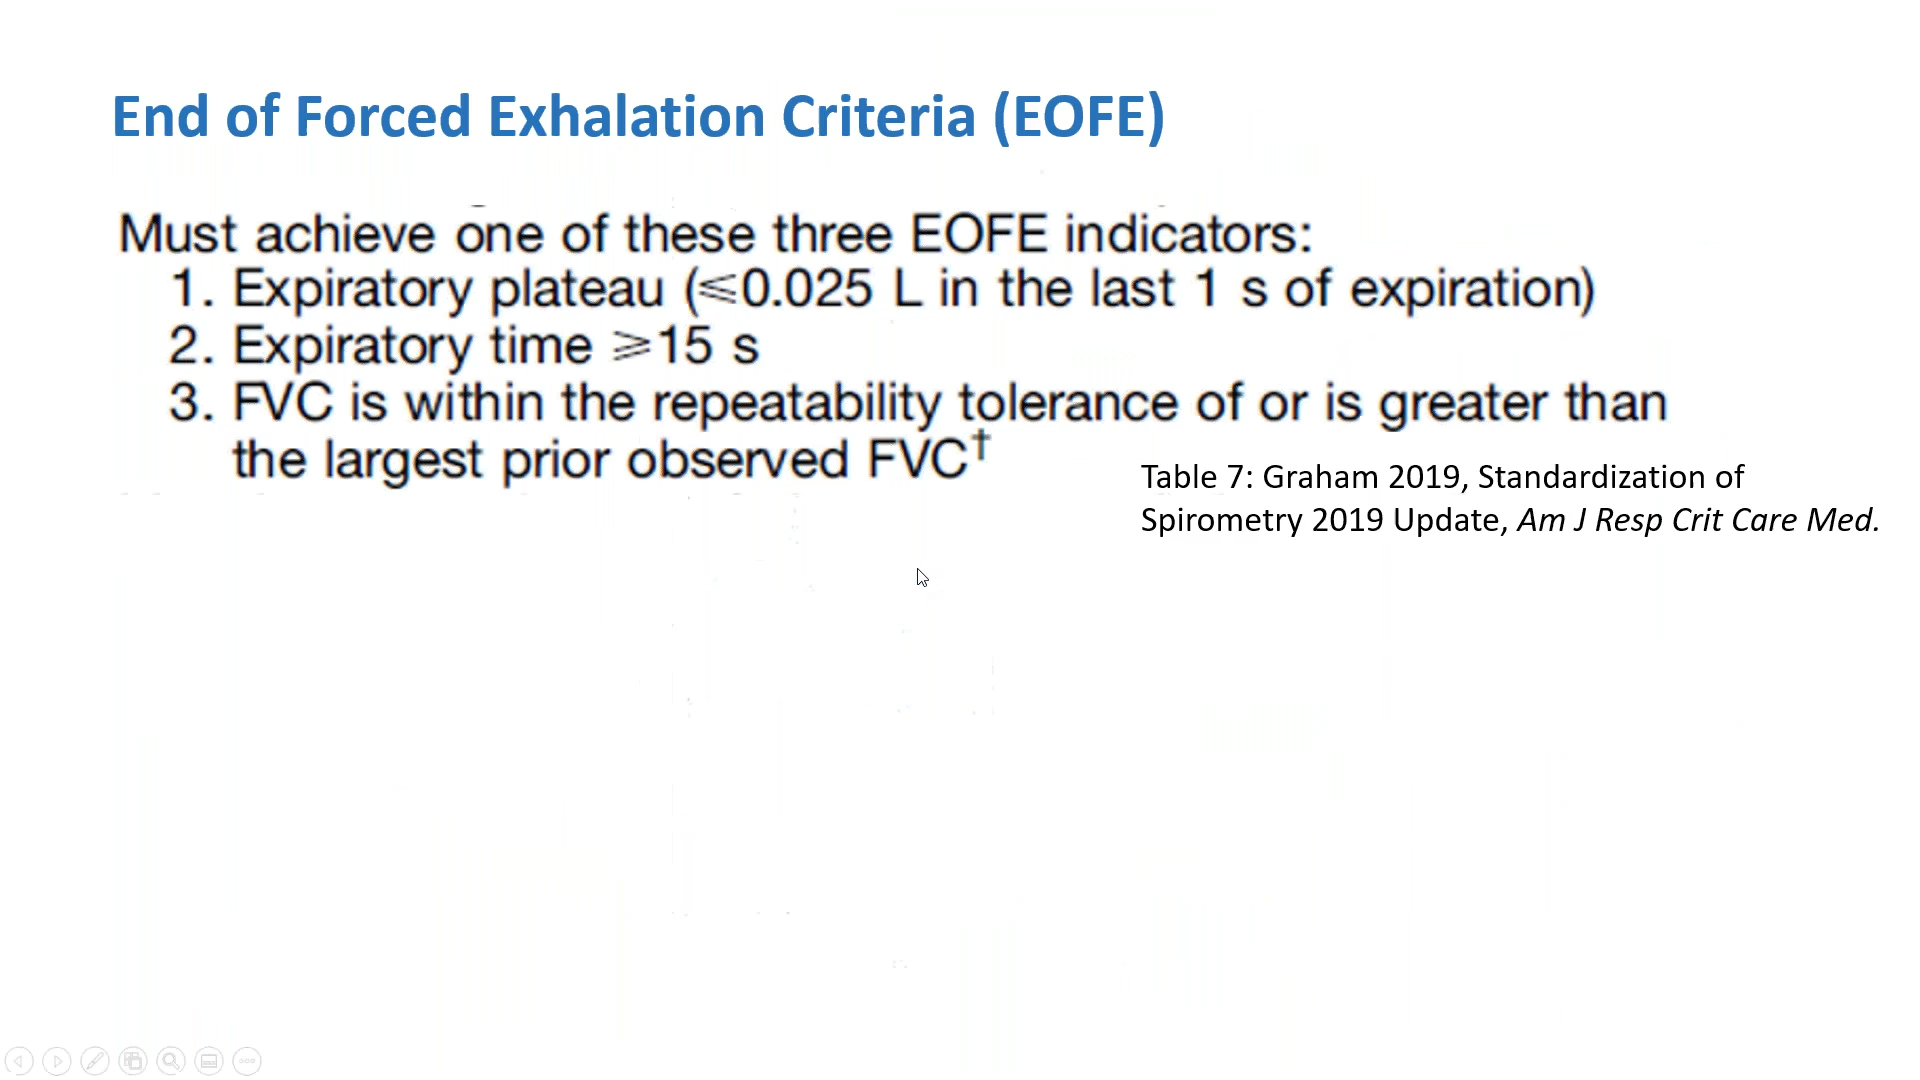 End of Forced Exhalation Criteria (EOFE)
Must achieve one of these three EOFE indicators:
1. Expiratory plateau (⩽0.025 L in the last 1 s of expiration)
2. Expiratory time ⩾15 s
3. FVC is within the repeatability tolerance of or is greater than
the largest prior observed FVC†
Table 7: Graham 2019, Standardization of
Spirometry 2019 Update, Am J Resp Crit Care Med.